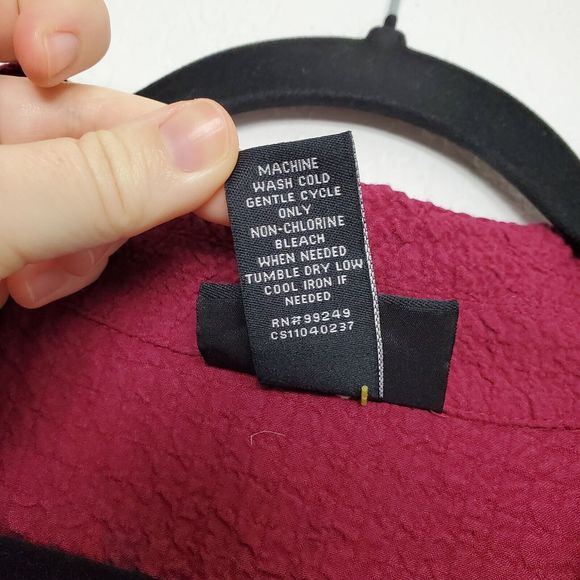 MACHINE
WASH COLD
GENTLE CYCLE
ONLY
NON-CHLORINE
BLEACH
WHEN NEEDED
TUMBLE DRY LOW
COOL IRON IF
NEEDED
RN#99249
CS11040237